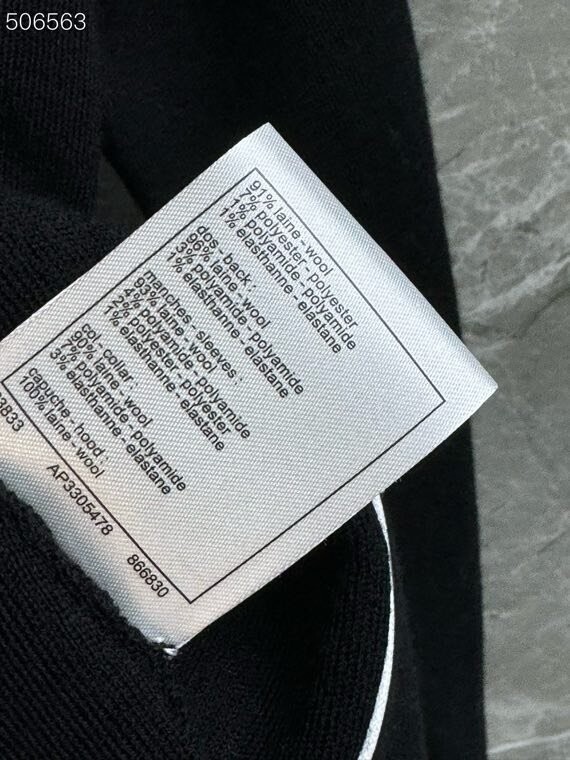 506563
91% laine - wool
7% polyester - polyester
1% polyamide - polyamide
1% elasthanne - elastane
dos - back :
96% laine - wool
3% polyamide - polyamide
1% elasthanne - elastane
manches - sleeves :
93% laine - wool
4% polyamide - polyamide
2% polyester - polyester
1% elasthanne - elastane
col - collar :
90% laine - wool
7% polyamide - polyamide
3% elasthanne - elastane
capuche - hood :
100% laine - wool
3833
AP3305478
866830